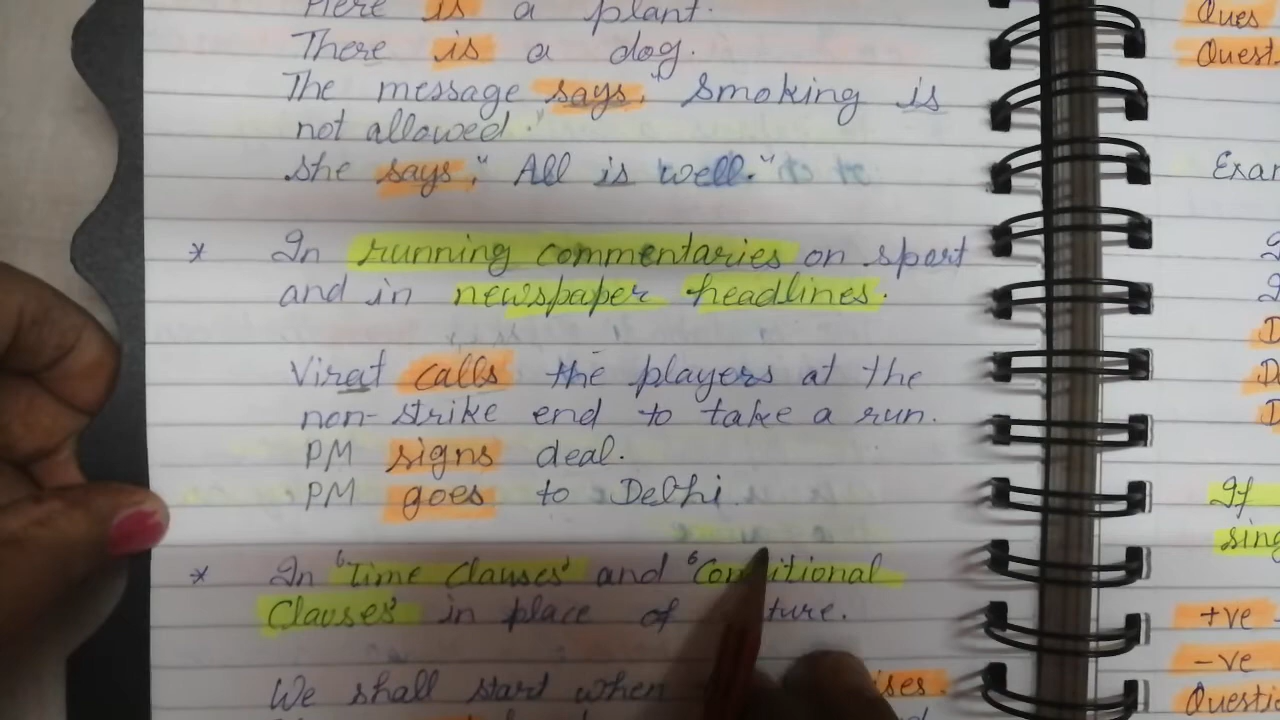 Here is a plant.
There is a dog.
The message says, "Smoking is
not allowed."
She says, "All is well."
* In running commentaries on sport
and in newspaper headlines.
Virat calls the players at the
non-strike end to take a run.
PM signs deal.
PM goes to Delhi.
* In 'Time Clauses' and 'Conditional
Clauses' in place of
We shall start when
Ques
Quest
If
sing
+ve -
-ve